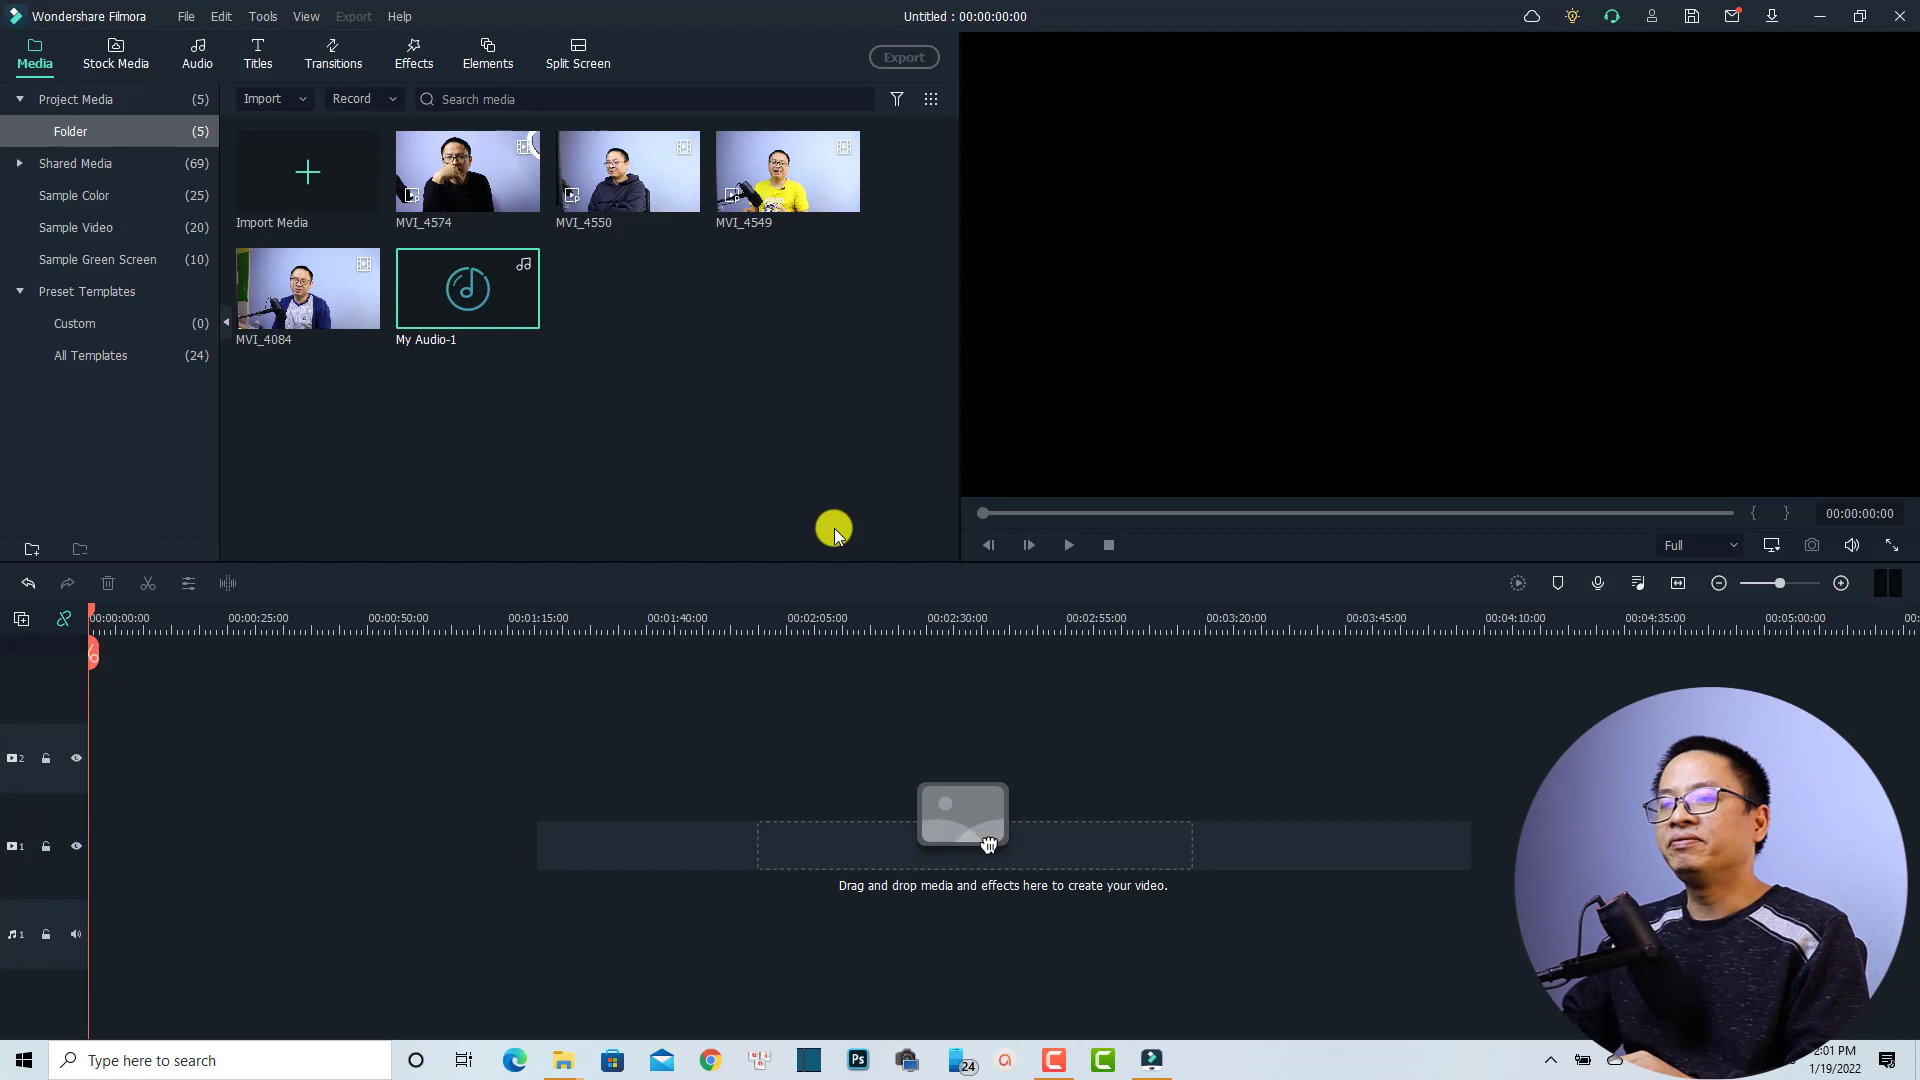 Wondershare Filmora File Edit Tools View Export Help Untitled : 00:00:00:00
Media Stock Media Audio Titles Transitions Effects Elements Split Screen Export
Project Media (5)
Folder (5)
Shared Media (69)
Sample Color (25)
Sample Video (20)
Sample Green Screen (10)
Preset Templates
Custom (0)
All Templates (24)
Import Record Search media
Import Media MVI_4574 MVI_4550 MVI_4549
MVI_4084 My Audio-1
{ } 00:00:00:00
Full
00:00:00:00 00:00:25:00 00:00:50:00 00:01:15:00 00:01:40:00 00:02:05:00 00:02:30:00 00:02:55:00 00:03:20:00 00:03:45:00 00:04:10:00 00:04:35:00 00:05:00:00 00:
2
1
Drag and drop media and effects here to create your video.
1
Type here to search
Ps
24
2:01 PM
1/19/2022